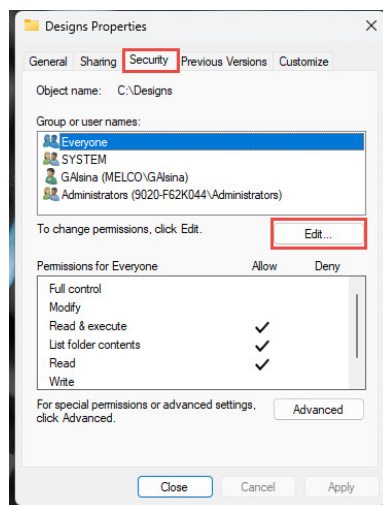 Designs Properties
General Sharing Security Previous Versions Customize
Object name: C:\Designs
Group or user names:
Everyone
SYSTEM
GAlsina (MELCO\GAlsina)
Administrators (9020-F62K044\Administrators)
To change permissions, click Edit.
Edit...
Permissions for Everyone Allow Deny
Full control
Modify
Read & execute
List folder contents
Read
Write
For special permissions or advanced settings,
click Advanced.
Advanced
Close Cancel Apply